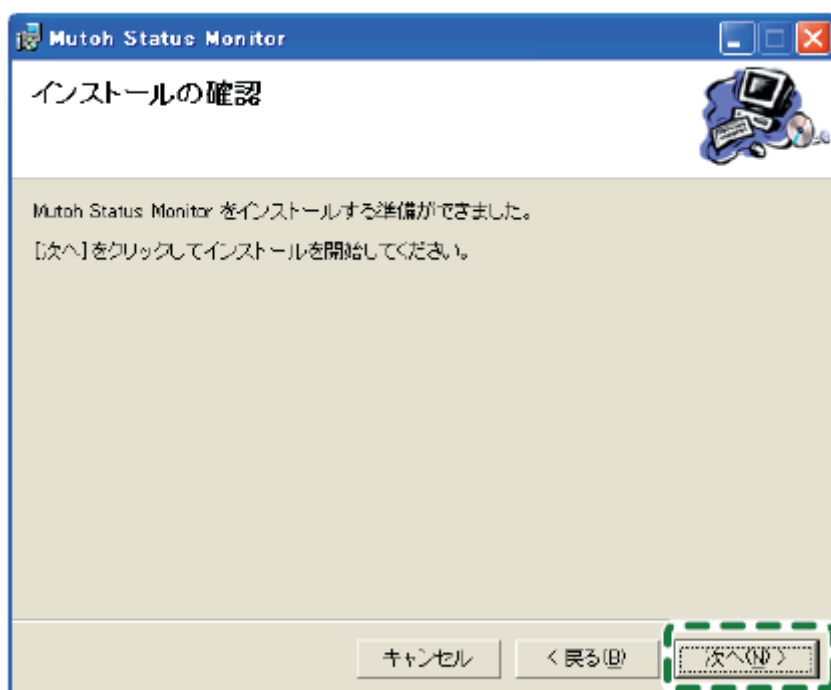 Mutoh Status Monitor
インストールの確認
Mutoh Status Monitor をインストールする準備ができました。
[次へ]をクリックしてインストールを開始してください。
キャンセル
< 戻る(B)
次へ(N) >